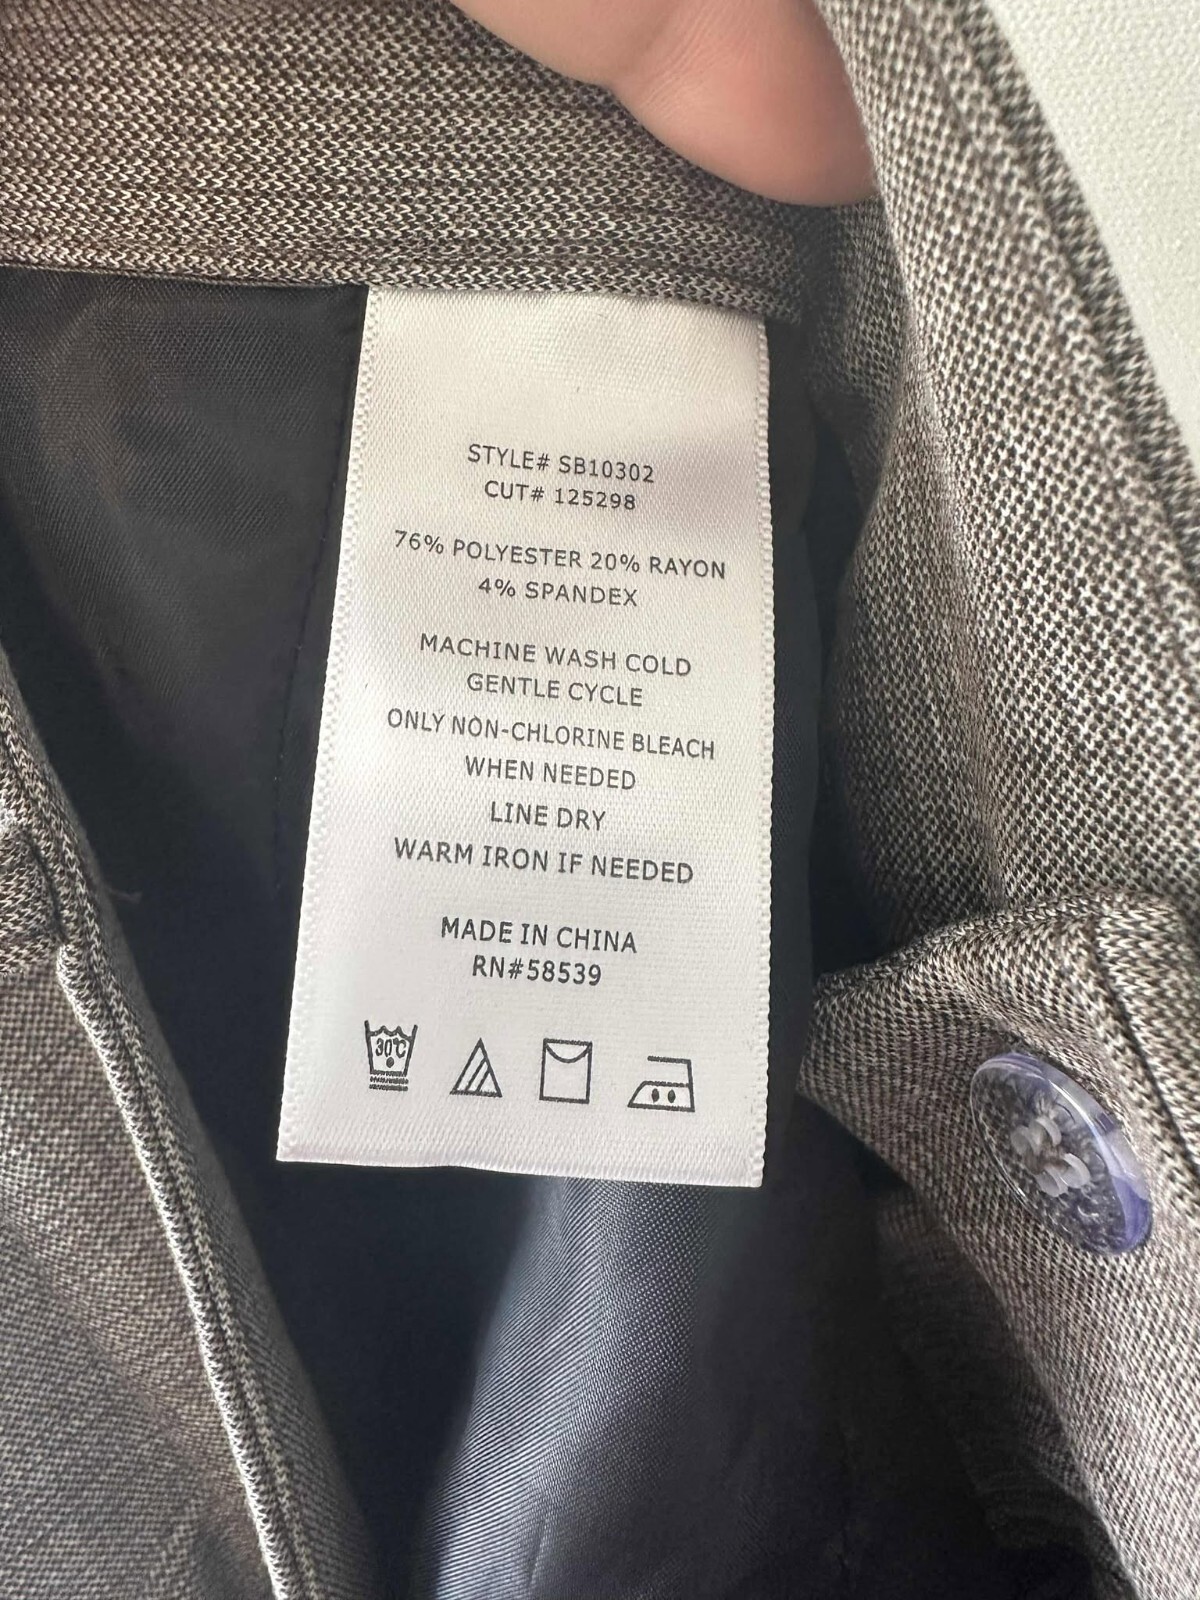 STYLE# SB10302
CUT# 125298
76% POLYESTER 20% RAYON
4% SPANDEX
MACHINE WASH COLD
GENTLE CYCLE
ONLY NON-CHLORINE BLEACH
WHEN NEEDED
LINE DRY
WARM IRON IF NEEDED
MADE IN CHINA
RN#58539
30°C